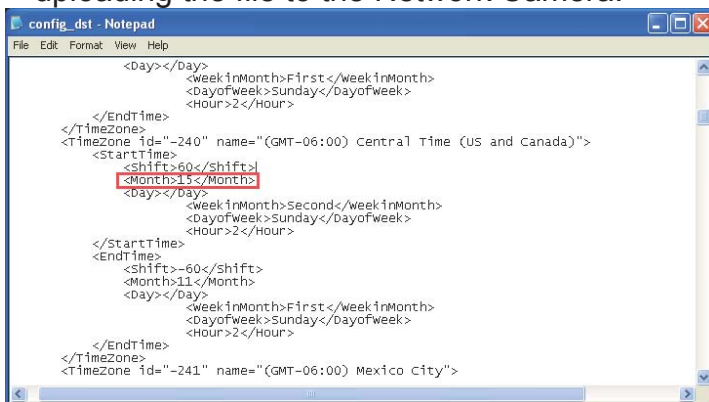 uploading the file to the Network Camera.
config_dst - Notepad
File Edit Format View Help
<Day></Day>
<WeekinMonth>First</WeekinMonth>
<DayofWeek>Sunday</DayofWeek>
<Hour>2</Hour>
</EndTime>
</TimeZone>
<TimeZone id="-240" name="(GMT-06:00) Central Time (US and Canada)">
<StartTime>
<Shift>60</Shift>
<Month>15</Month>
<Day></Day>
<WeekinMonth>Second</WeekinMonth>
<DayofWeek>Sunday</DayofWeek>
<Hour>2</Hour>
</StartTime>
<EndTime>
<Shift>-60</Shift>
<Month>11</Month>
<Day></Day>
<WeekinMonth>First</WeekinMonth>
<DayofWeek>Sunday</DayofWeek>
<Hour>2</Hour>
</EndTime>
</TimeZone>
<TimeZone id="-241" name="(GMT-06:00) Mexico City">